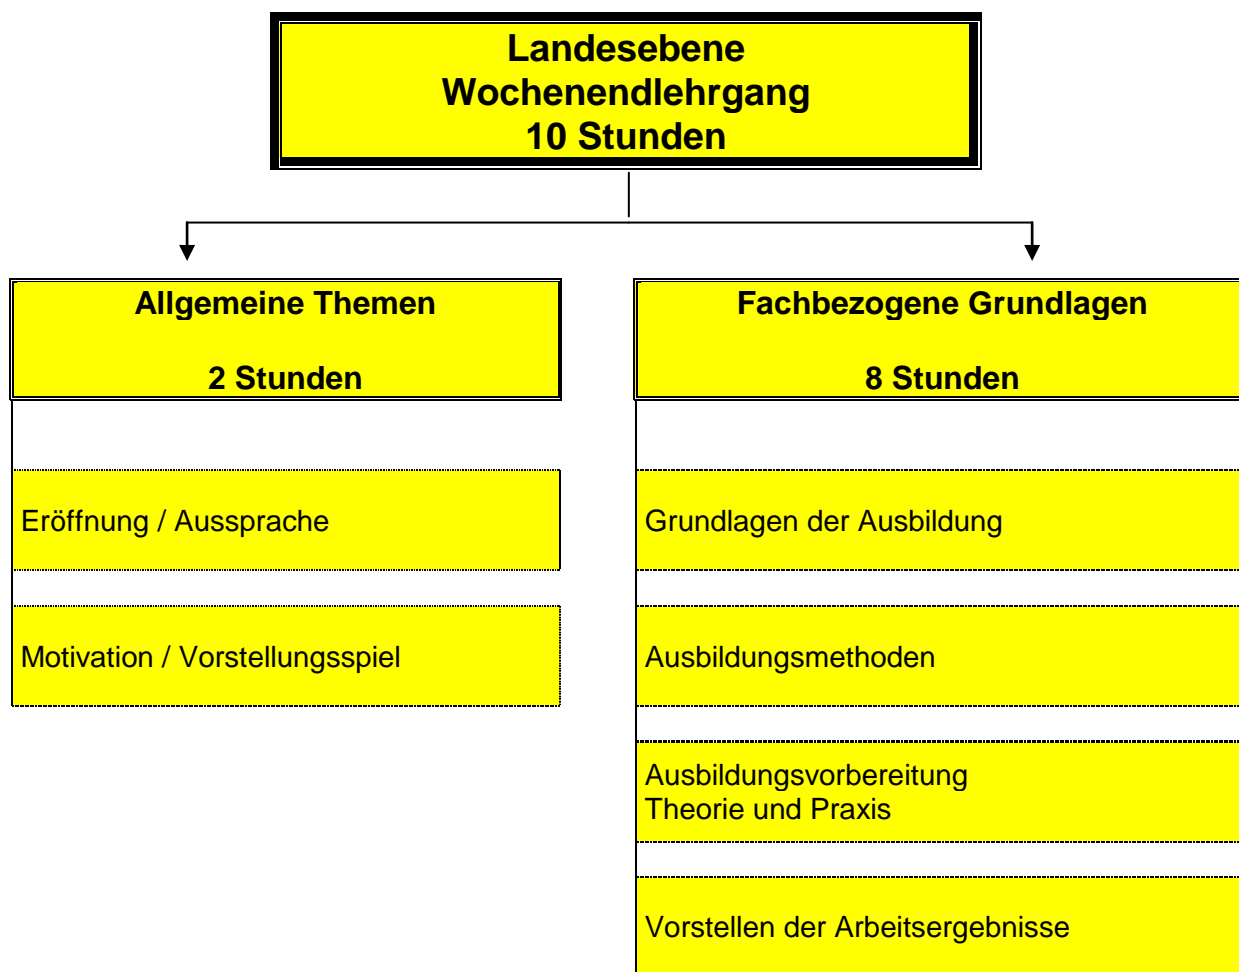 Landesebene
Wochenendlehrgang
10 Stunden
Allgemeine Themen
2 Stunden
Eröffnung / Aussprache
Motivation / Vorstellungsspiel
Fachbezogene Grundlagen
8 Stunden
Grundlagen der Ausbildung
Ausbildungsmethoden
Ausbildungsvorbereitung
Theorie und Praxis
Vorstellen der Arbeitsergebnisse